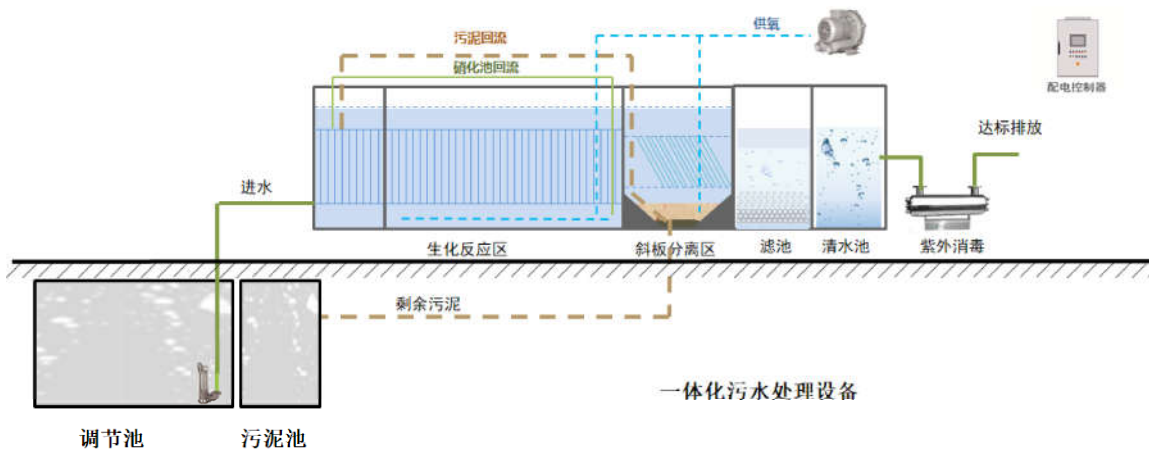 供氧
污泥回流
硝化池回流
配电控制器
达标排放
进水
生化反应区
斜板分离区
滤池
清水池
紫外消毒
剩余污泥
一体化污水处理设备
调节池
污泥池